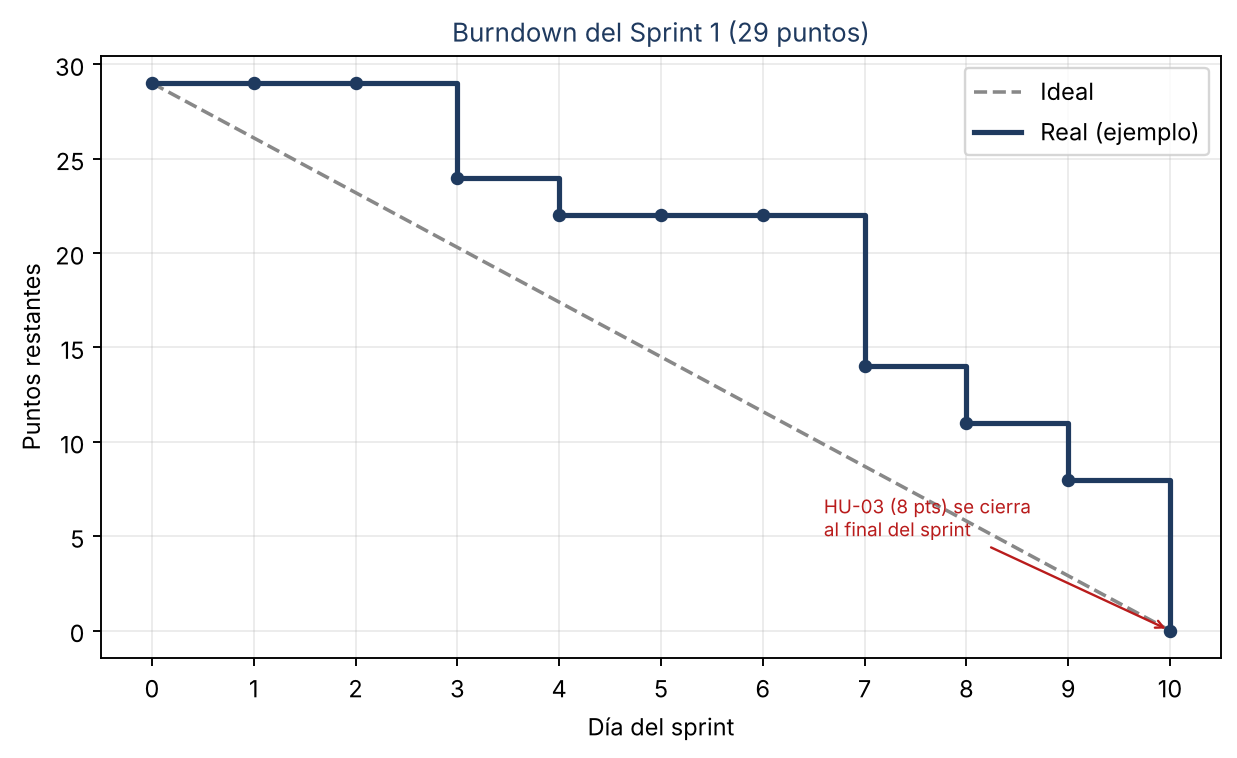 Burndown del Sprint 1 (29 puntos)
Ideal
Real (ejemplo)
Puntos restantes
30
25
20
15
10
5
0
HU-03 (8 pts) se cierra
al final del sprint
0 1 2 3 4 5 6 7 8 9 10
Día del sprint